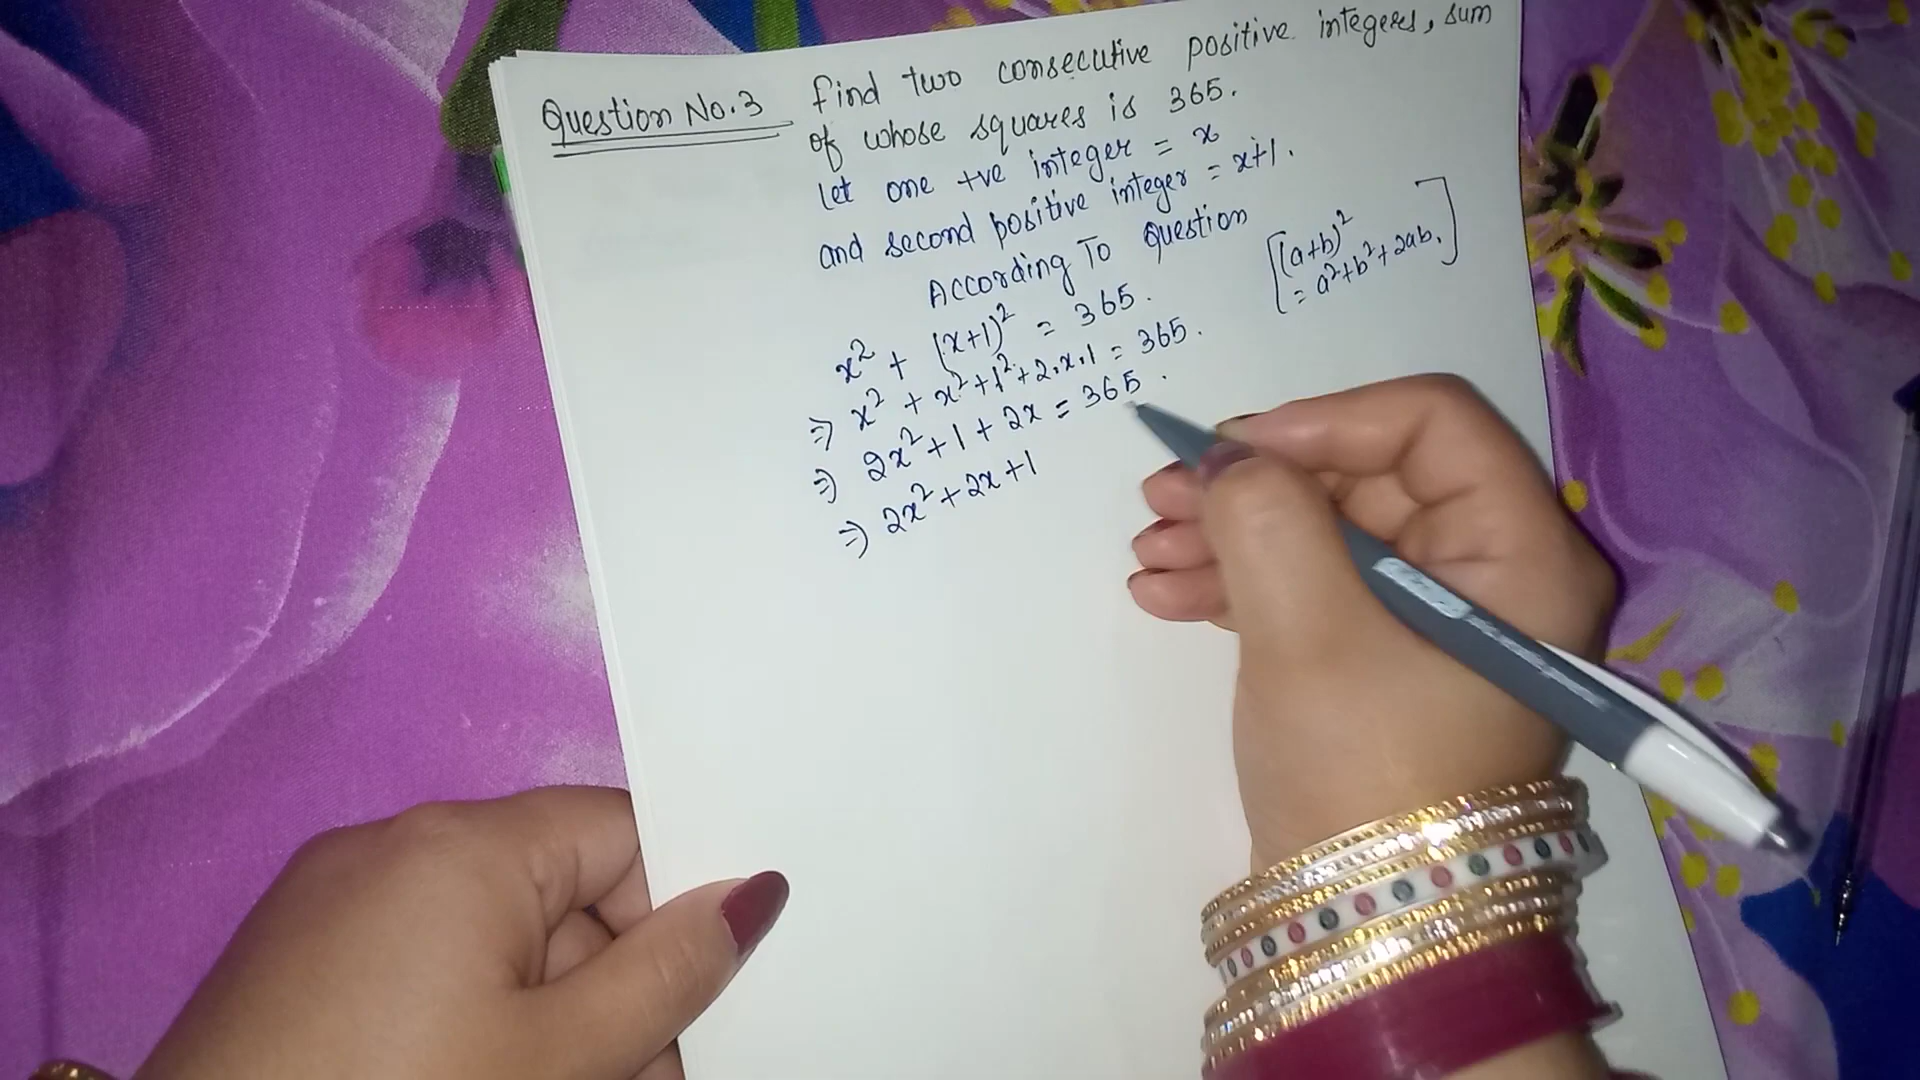 Question No.3 find two consecutive positive integers, sum
of whose squares is 365.
let one +ve integer = x
and second positive integer = x+1.
According To question
[(a+b)²
= a²+b²+2ab.]
x² + (x+1)² = 365.
⇒ x² + x²+1²+2.x.1 = 365.
⇒ 2x²+1+2x = 365.
⇒ 2x²+2x+1